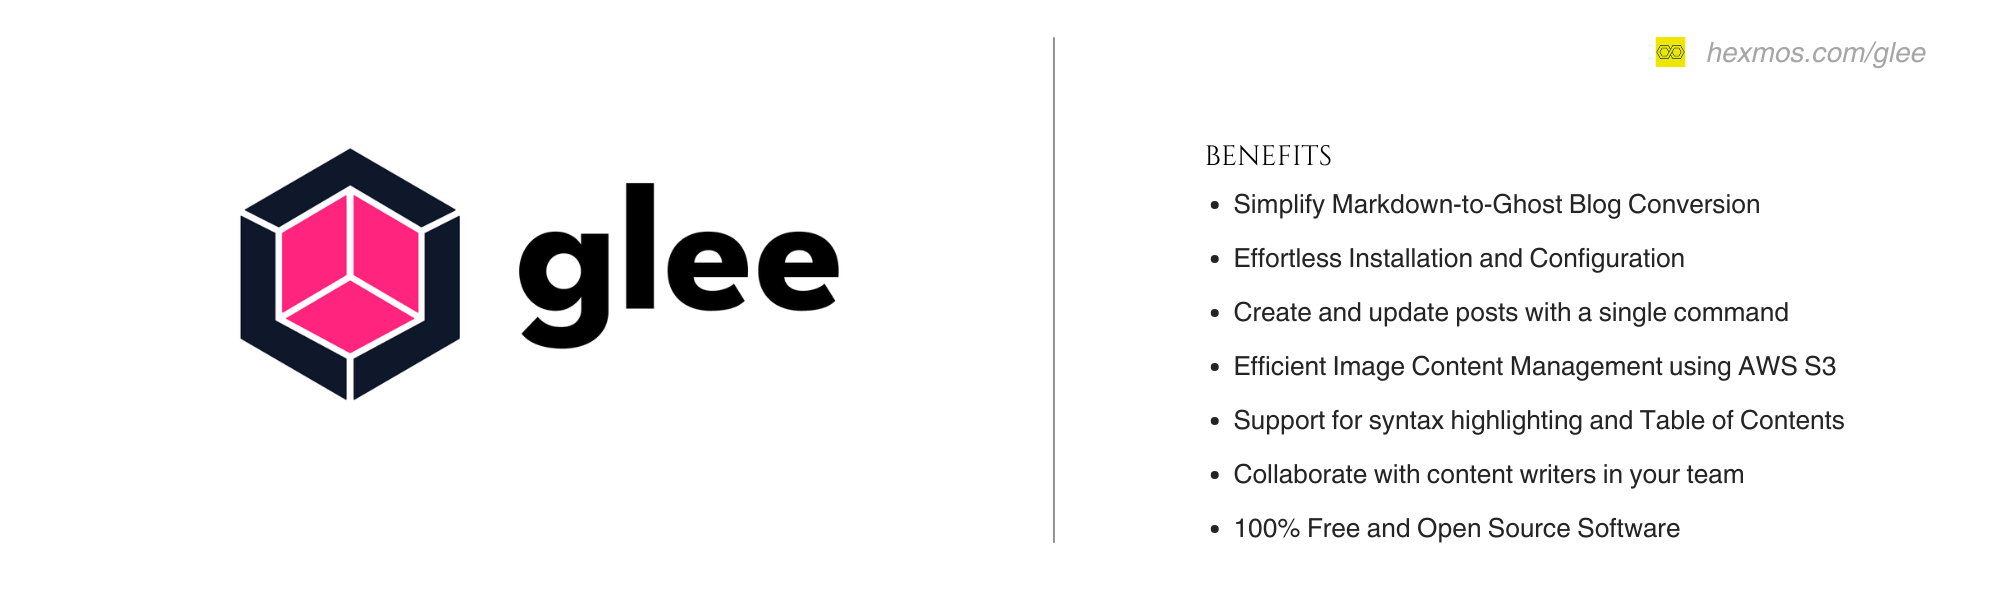 glee
hexmos.com/glee
BENEFITS
• Simplify Markdown-to-Ghost Blog Conversion
• Effortless Installation and Configuration
• Create and update posts with a single command
• Efficient Image Content Management using AWS S3
• Support for syntax highlighting and Table of Contents
• Collaborate with content writers in your team
• 100% Free and Open Source Software